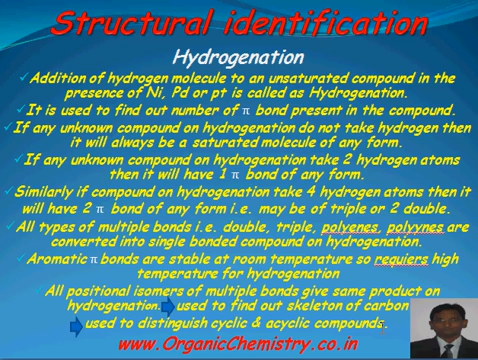 Structural identification
Hydrogenation
✓Addition of hydrogen molecule to an unsaturated compound in the
presence of Ni, Pd or pt is called as Hydrogenation.
✓It is used to find out number of π bond present in the compound.
✓If any unknown compound on hydrogenation do not take hydrogen then
it will always be a saturated molecule of any form.
✓If any unknown compound on hydrogenation take 2 hydrogen atoms
then it will have 1 π bond of any form.
✓Similarly if compound on hydrogenation take 4 hydrogen atoms then it
will have 2 π bond of any form i.e. may be of triple or 2 double.
✓All types of multiple bonds i.e. double, triple, polyenes, polyynes are
converted into single bonded compound on hydrogenation.
✓Aromatic π bonds are stable at room temperature so requiers high
temperature for hydrogenation
✓All positional isomers of multiple bonds give same product on
hydrogenation. used to find out skeleton of carbon
used to distinguish cyclic & acyclic compounds.
www.OrganicChemistry.co.in